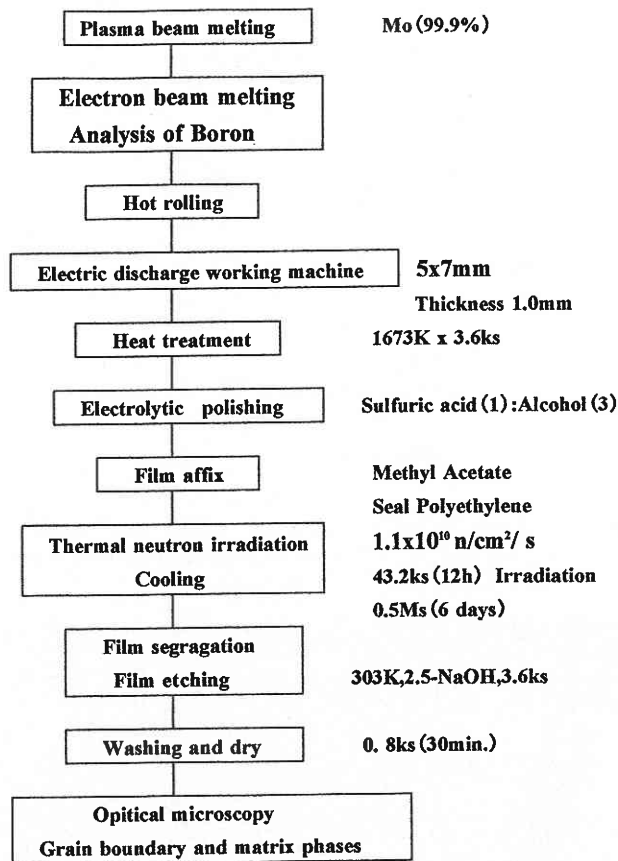 Plasma beam melting Mo(99.9%)
Electron beam melting
Analysis of Boron
Hot rolling
Electric discharge working machine 5x7mm
Thickness 1.0mm
Heat treatment 1673K x 3.6ks
Electrolytic polishing Sulfuric acid(1):Alcohol(3)
Film affix Methyl Acetate
Seal Polyethylene
Thermal neutron irradiation 1.1x10¹⁰ n/cm²/ s
Cooling 43.2ks(12h) Irradiation
0.5Ms(6 days)
Film segragation
Film etching 303K,2.5-NaOH,3.6ks
Washing and dry 0. 8ks(30min.)
Opitical microscopy
Grain boundary and matrix phases